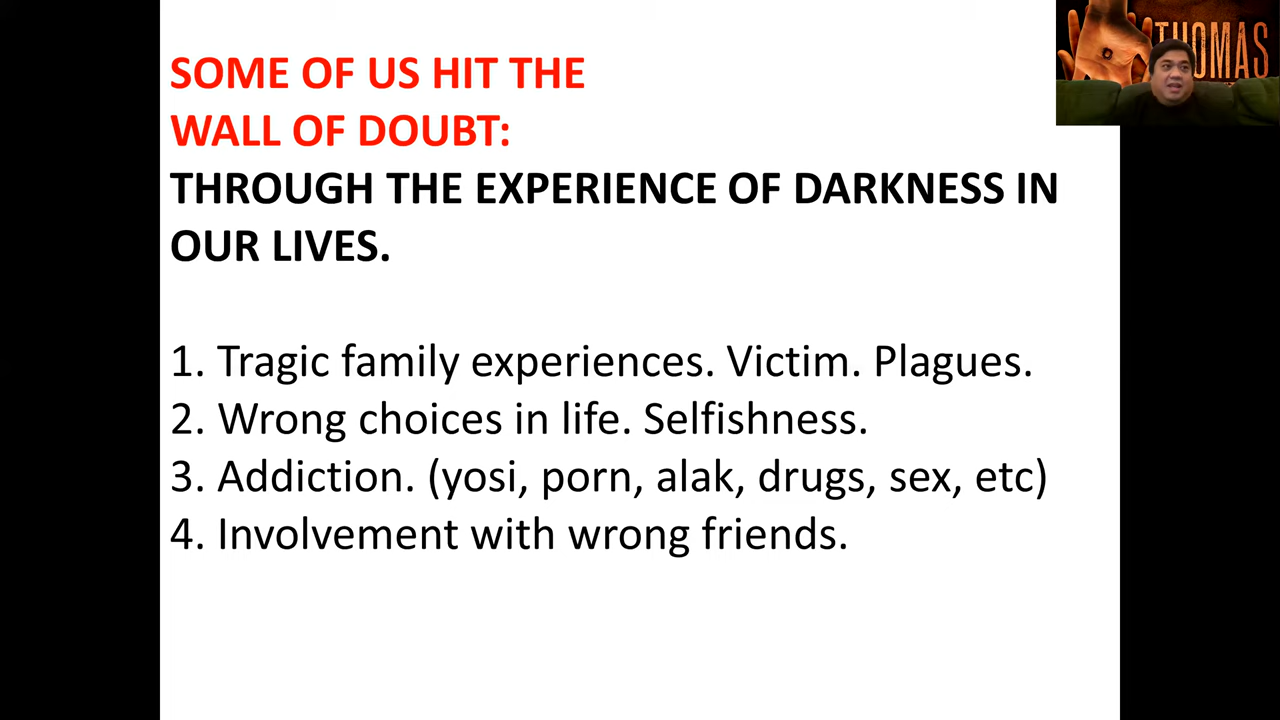 SOME OF US HIT THE
WALL OF DOUBT:
THROUGH THE EXPERIENCE OF DARKNESS IN
OUR LIVES.
1. Tragic family experiences. Victim. Plagues.
2. Wrong choices in life. Selfishness.
3. Addiction. (yosi, porn, alak, drugs, sex, etc)
4. Involvement with wrong friends.
THOMAS